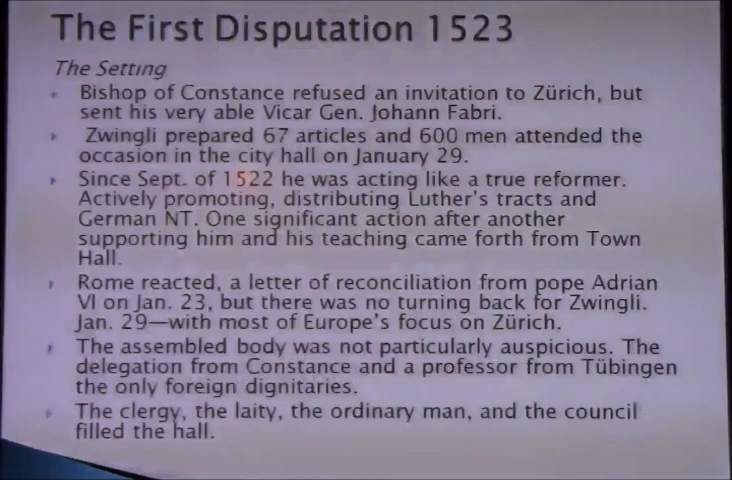 The First Disputation 1523
The Setting
Bishop of Constance refused an invitation to Zürich, but
sent his very able Vicar Gen. Johann Fabri.
Zwingli prepared 67 articles and 600 men attended the
occasion in the city hall on January 29.
Since Sept. of 1522 he was acting like a true reformer.
Actively promoting, distributing Luther's tracts and
German NT. One significant action after another
supporting him and his teaching came forth from Town
Hall.
Rome reacted, a letter of reconciliation from pope Adrian
VI on Jan. 23, but there was no turning back for Zwingli.
Jan. 29—with most of Europe's focus on Zürich.
The assembled body was not particularly auspicious. The
delegation from Constance and a professor from Tübingen
the only foreign dignitaries.
The clergy, the laity, the ordinary man, and the council
filled the hall.